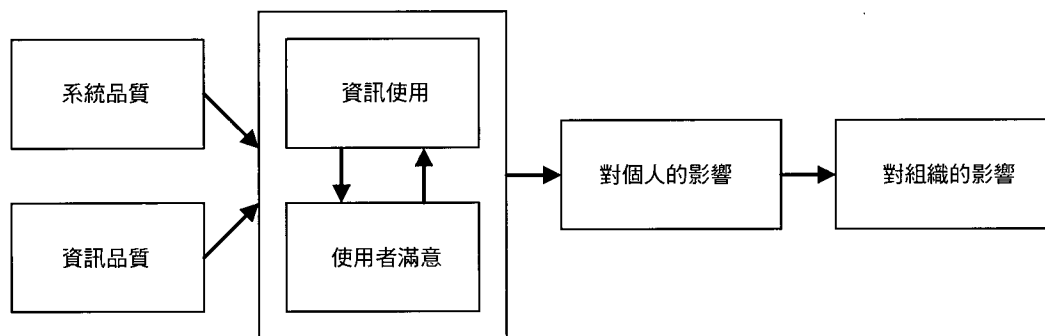 系統品質
資訊品質
資訊使用
使用者滿意
對個人的影響
對組織的影響